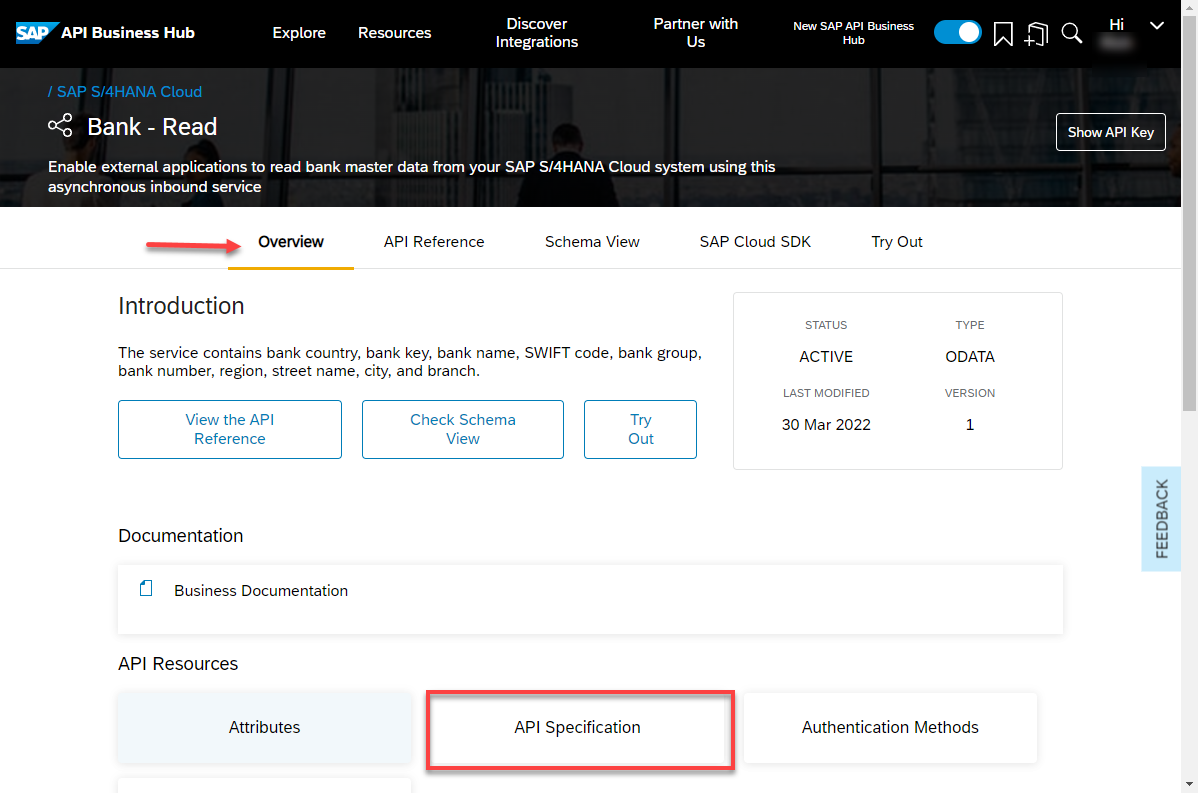 SAP API Business Hub
Explore
Resources
Discover
Integrations
Partner with
Us
New SAP API Business
Hub
Hi
/ SAP S/4HANA Cloud
Bank - Read
Show API Key
Enable external applications to read bank master data from your SAP S/4HANA Cloud system using this
asynchronous inbound service
Overview
API Reference
Schema View
SAP Cloud SDK
Try Out
Introduction
The service contains bank country, bank key, bank name, SWIFT code, bank group,
bank number, region, street name, city, and branch.
View the API
Reference
Check Schema
View
Try
Out
STATUS
TYPE
ACTIVE
ODATA
LAST MODIFIED
VERSION
30 Mar 2022
1
FEEDBACK
Documentation
Business Documentation
API Resources
Attributes
API Specification
Authentication Methods